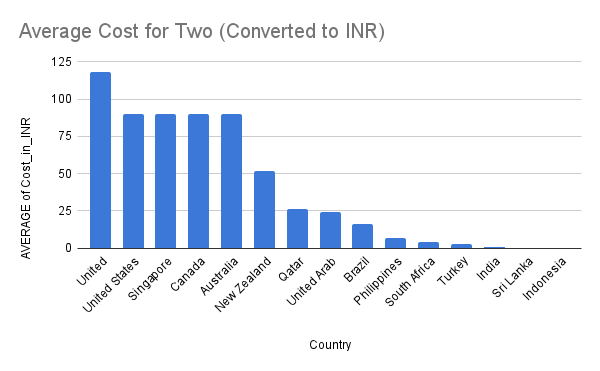 Average Cost for Two (Converted to INR)
125
100
75
50
25
0
AVERAGE of Cost_in_INR
United
United States
Singapore
Canada
Australia
New Zealand
Qatar
United Arab
Brazil
Philippines
South Africa
Turkey
India
Sri Lanka
Indonesia
Country